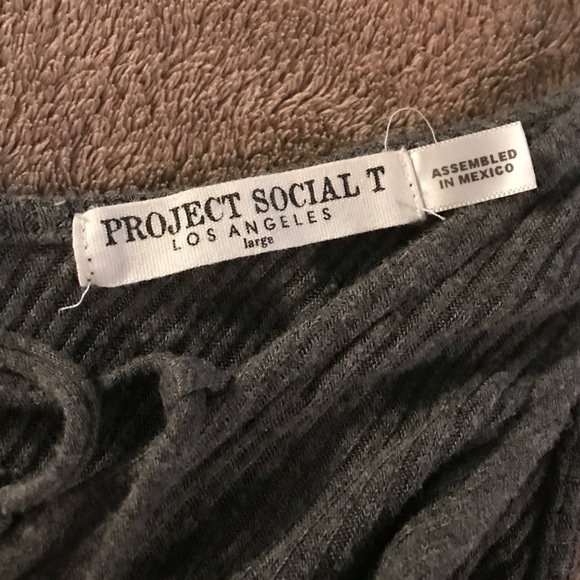 PROJECT SOCIAL T
LOS ANGELES
large
ASSEMBLED
IN MEXICO